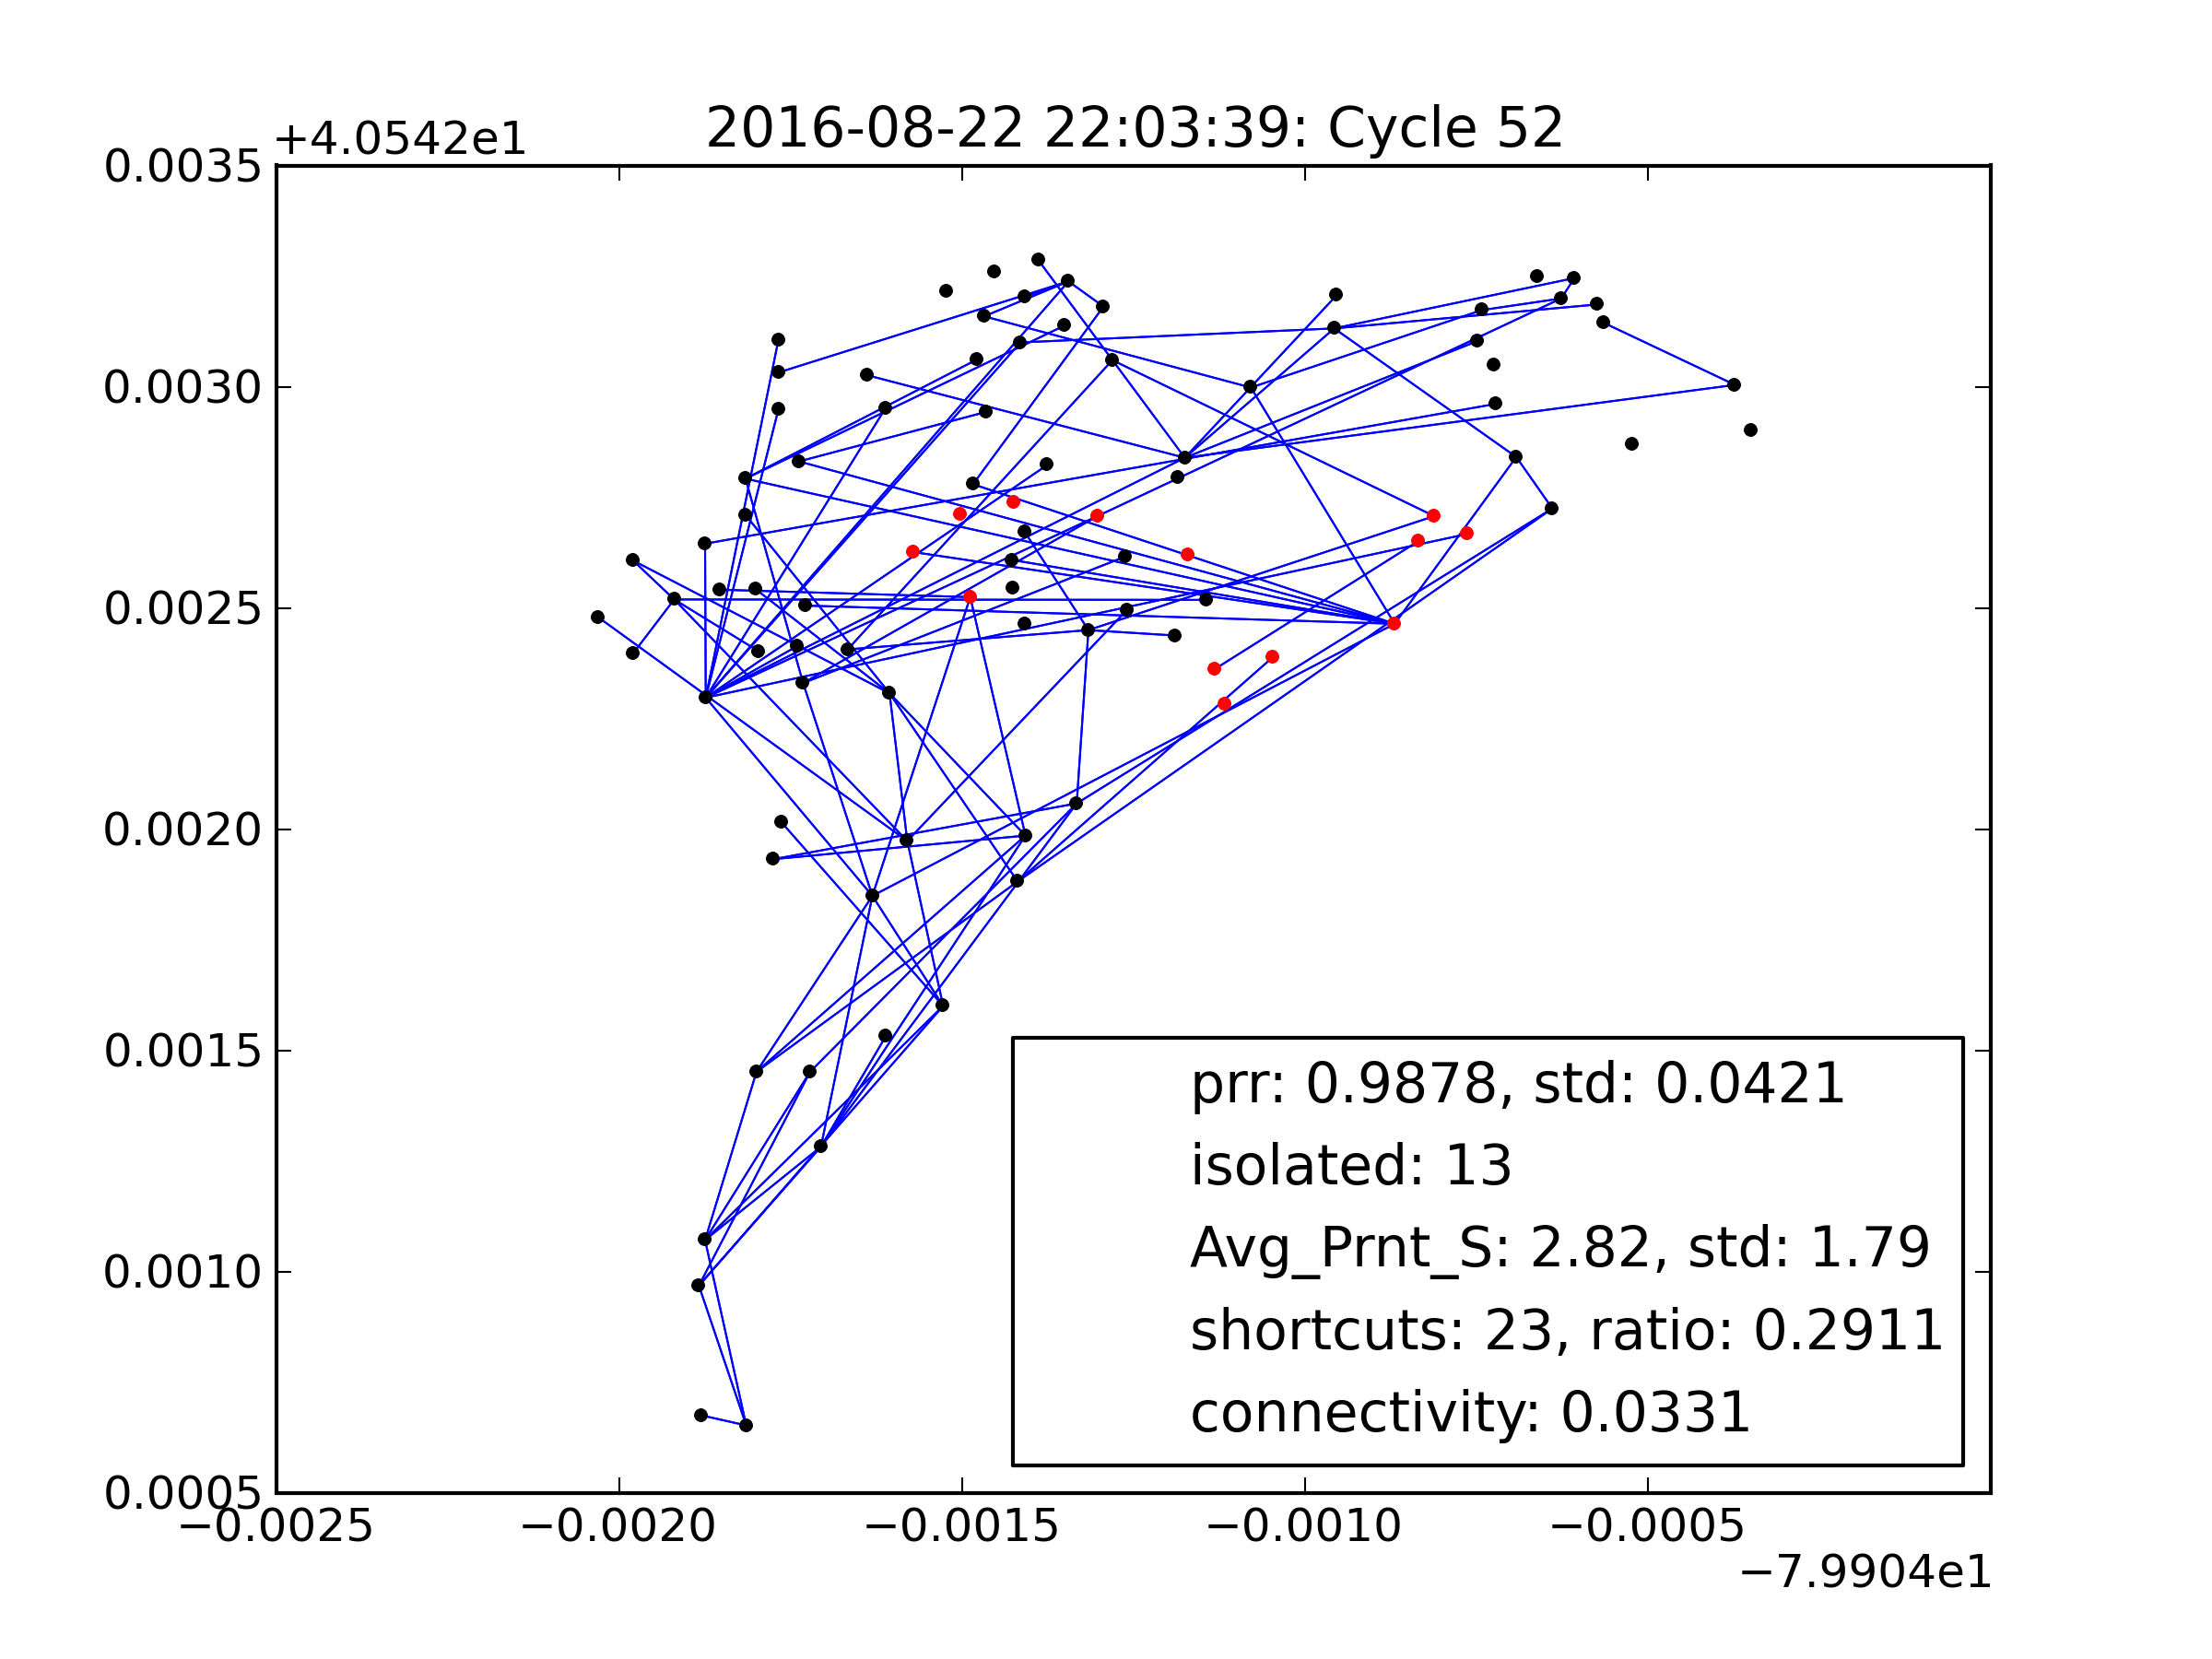 2016-08-22 22:03:39: Cycle 52
+4.0542e1
0.0035
0.0030
0.0025
0.0020
0.0015
0.0010
0.0005
−0.0025 −0.0020 −0.0015 −0.0010 −0.0005
−7.9904e1
prr: 0.9878, std: 0.0421
isolated: 13
Avg_Prnt_S: 2.82, std: 1.79
shortcuts: 23, ratio: 0.2911
connectivity: 0.0331